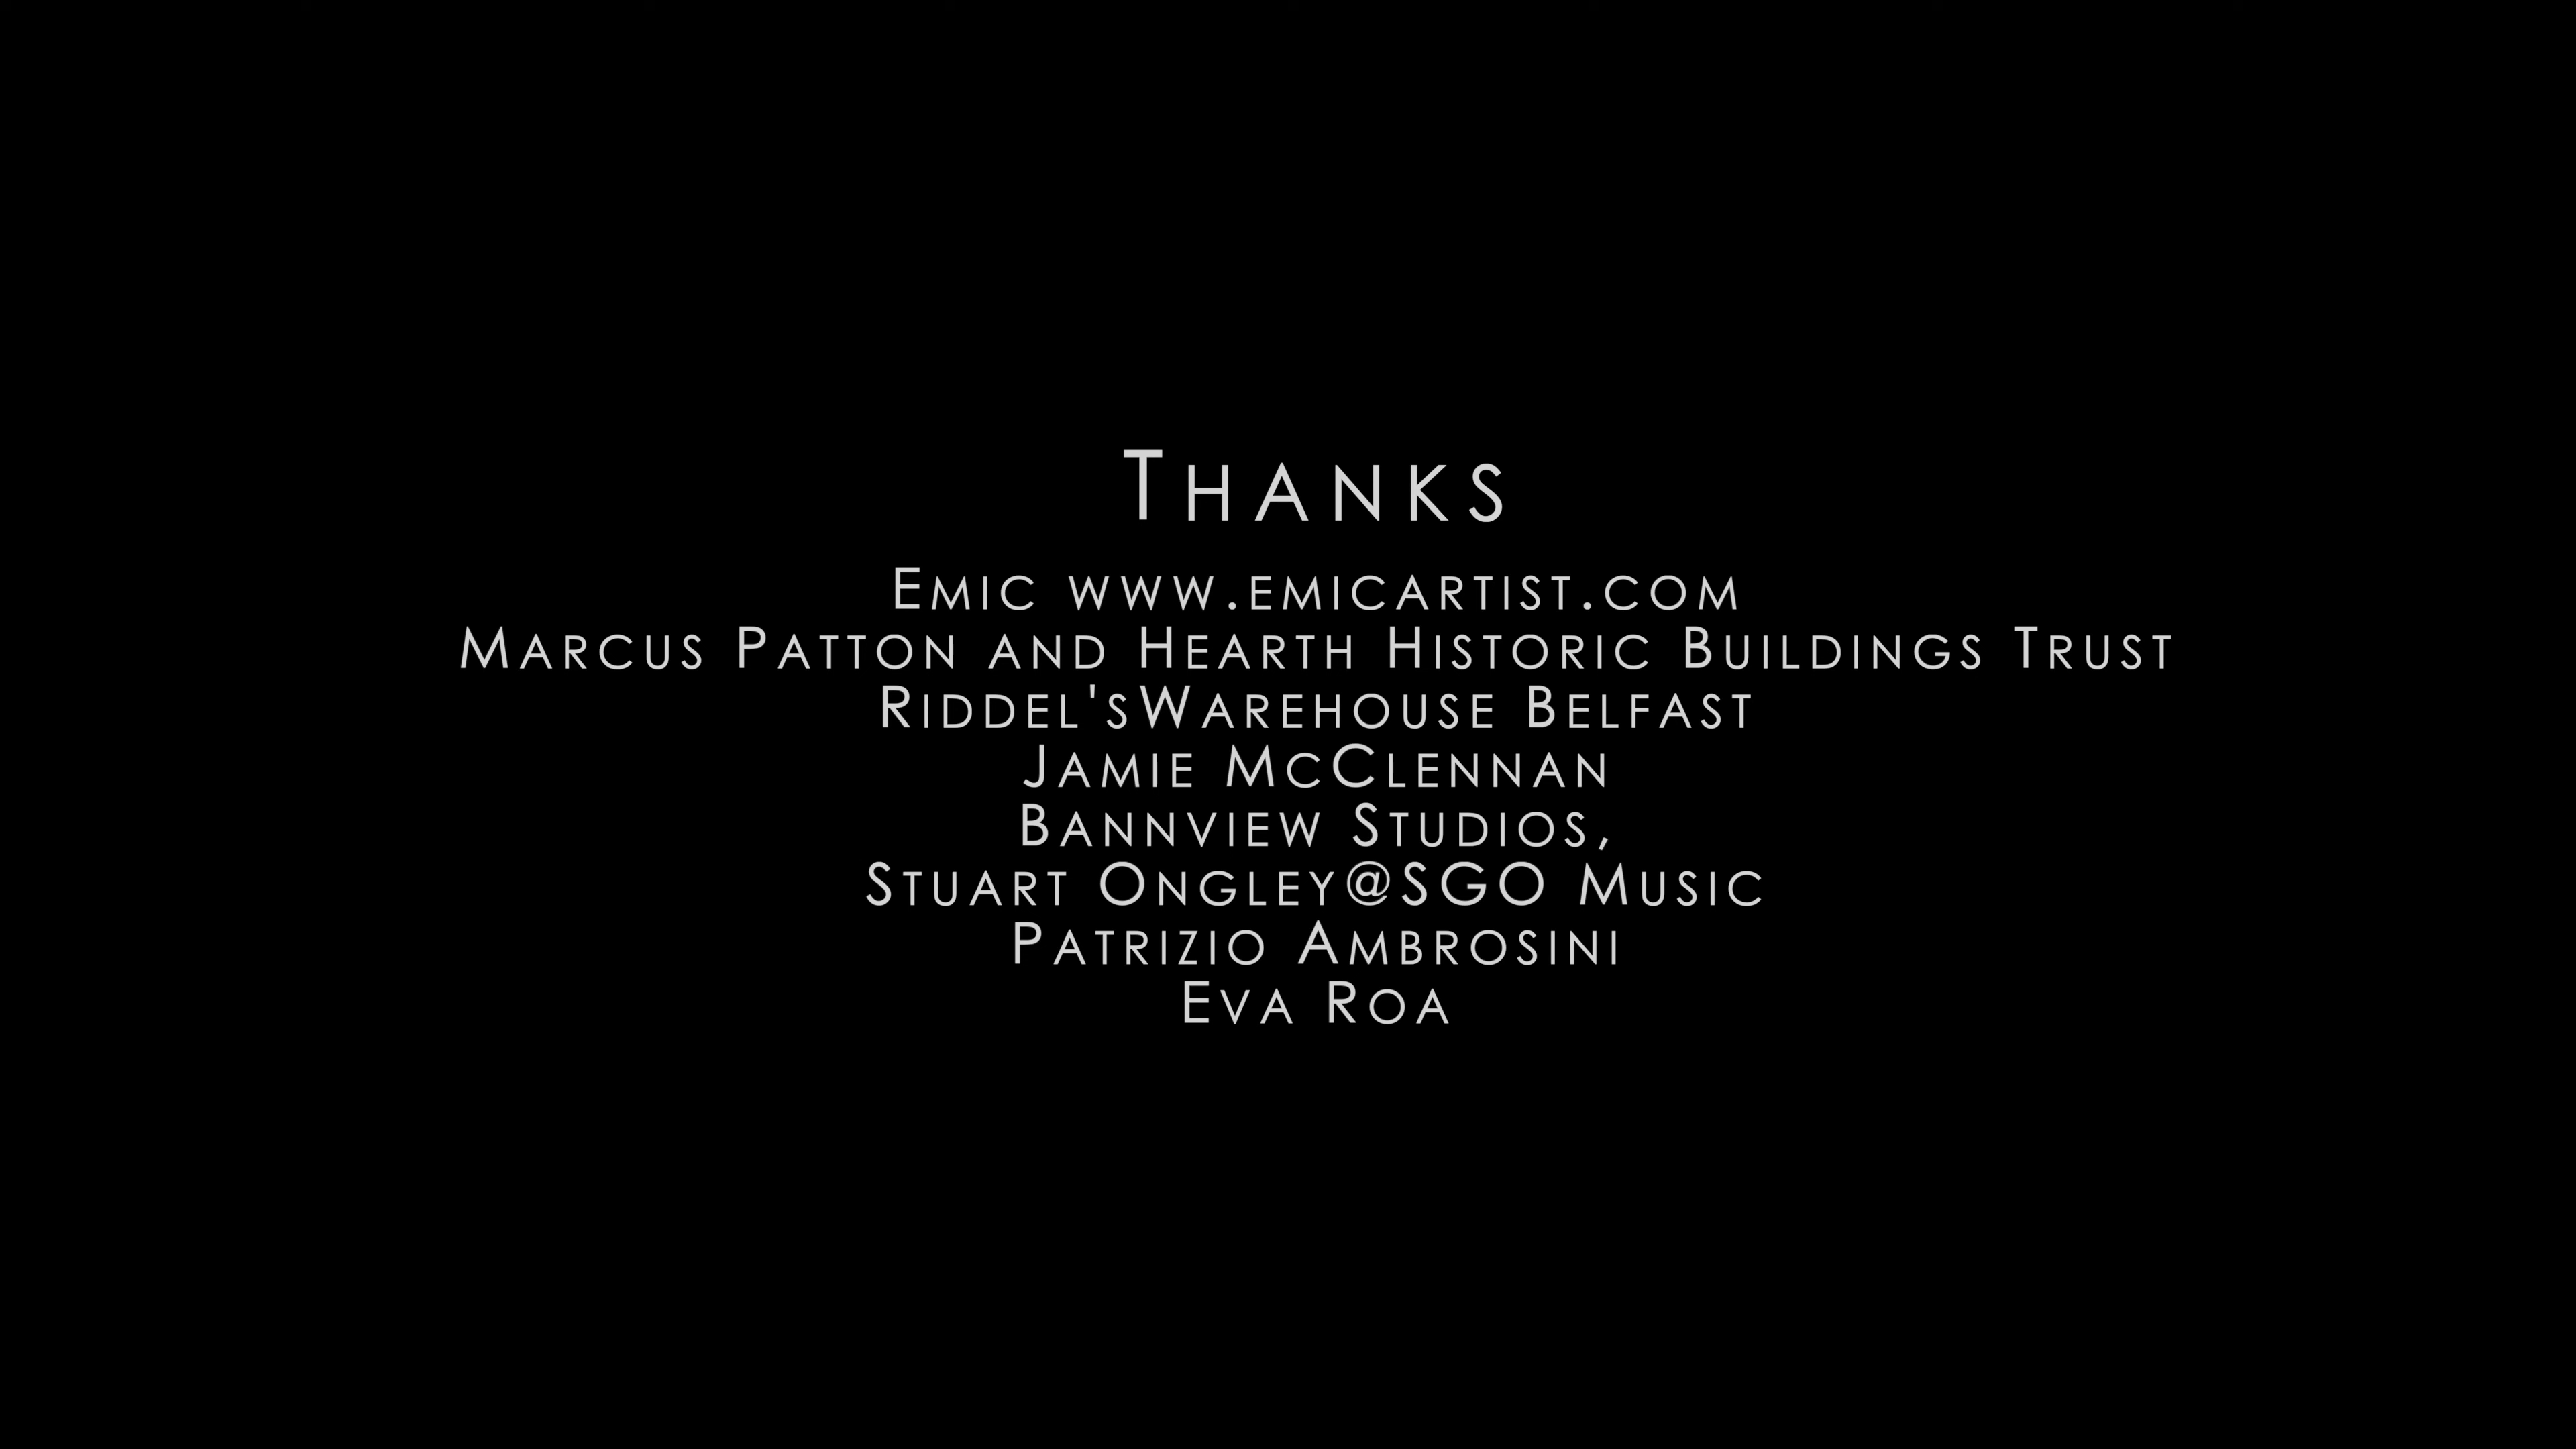 Thanks
Emic www.emicartist.com
Marcus Patton and Hearth Historic Buildings Trust
Riddel'sWarehouse Belfast
Jamie McClennan
Bannview Studios,
Stuart Ongley@SGO Music
Patrizio Ambrosini
Eva Roa